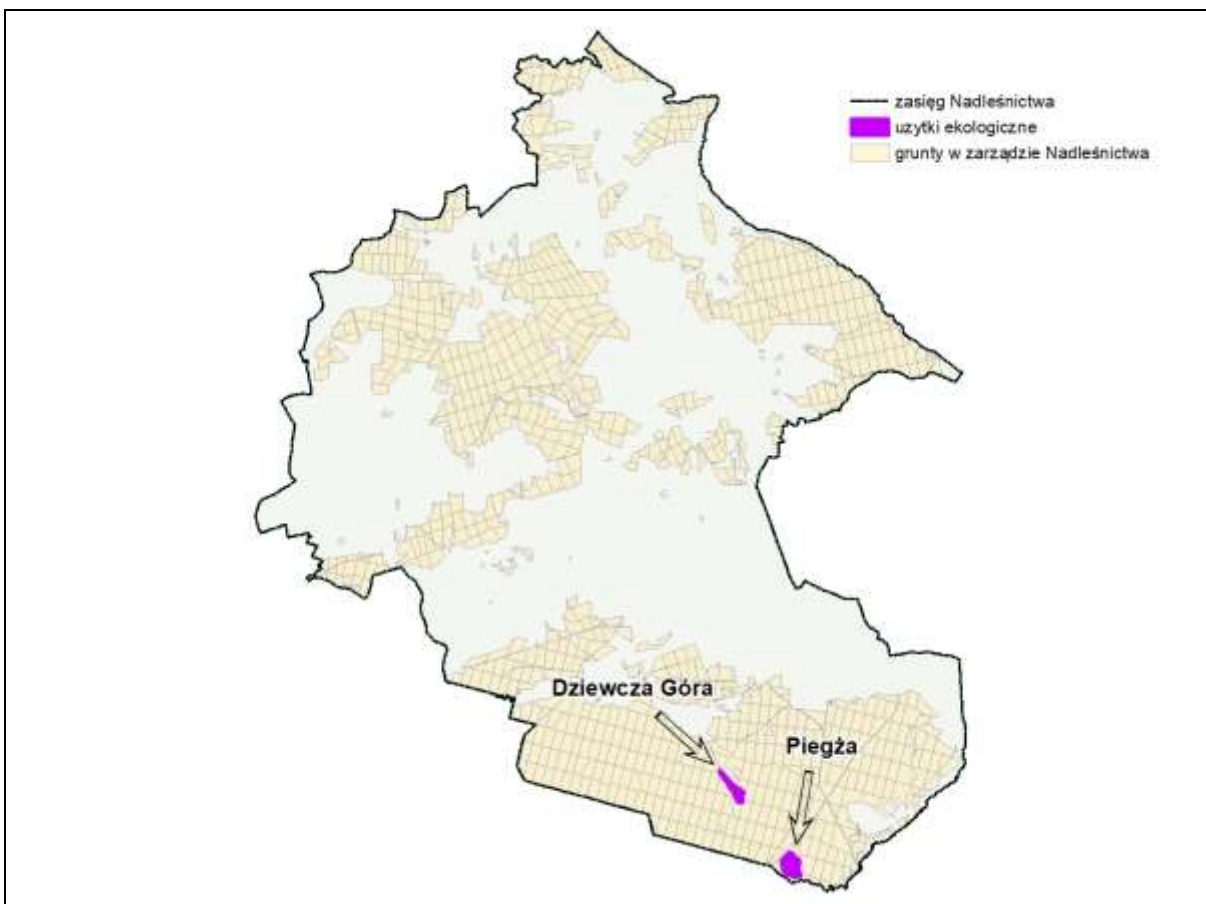 zasięg Nadleśnictwa
użytki ekologiczne
grunty w zarządzie Nadleśnictwa
Dziewcza Góra
Piegża